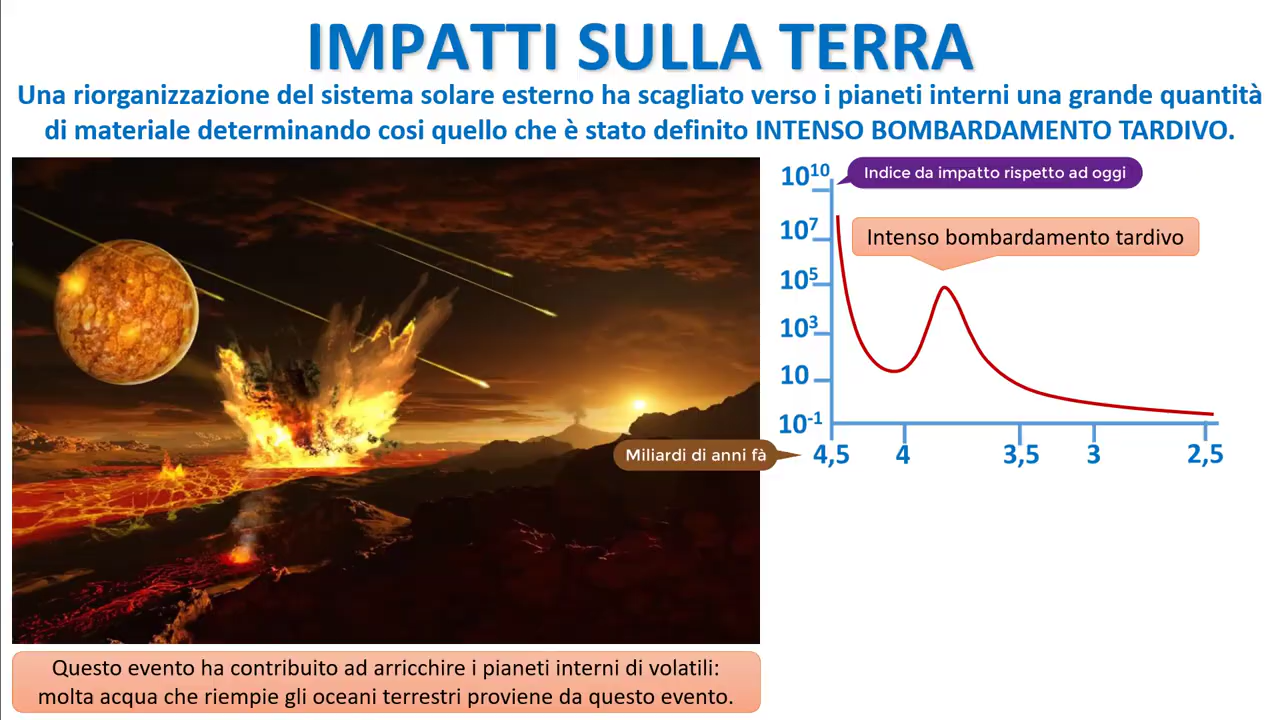 IMPATTI SULLA TERRA
Una riorganizzazione del sistema solare esterno ha scagliato verso i pianeti interni una grande quantità
di materiale determinando cosi quello che è stato definito INTENSO BOMBARDAMENTO TARDIVO.
10¹⁰
Indice da impatto rispetto ad oggi
10⁷
Intenso bombardamento tardivo
10⁵
10³
10
10⁻¹
Miliardi di anni fà
4,5 4 3,5 3 2,5
Questo evento ha contribuito ad arricchire i pianeti interni di volatili:
molta acqua che riempie gli oceani terrestri proviene da questo evento.